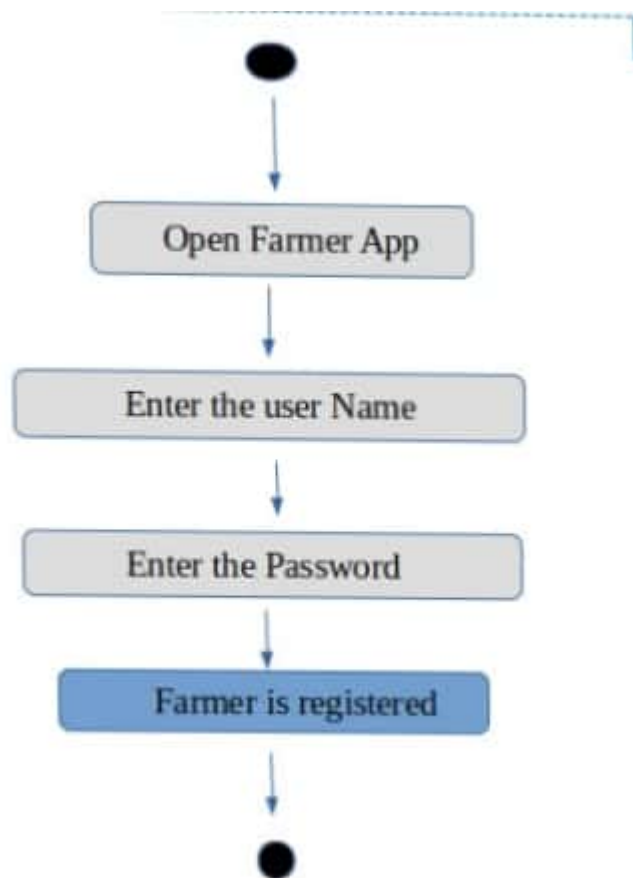 Open Farmer App
Enter the user Name
Enter the Password
Farmer is registered